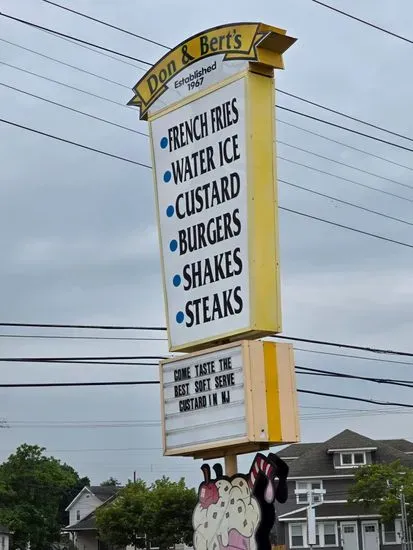 Don & Bert's
Established
1967
• FRENCH FRIES
• WATER ICE
• CUSTARD
• BURGERS
• SHAKES
• STEAKS
COME TASTE THE
BEST SOFT SERVE
CUSTARD IN NJ